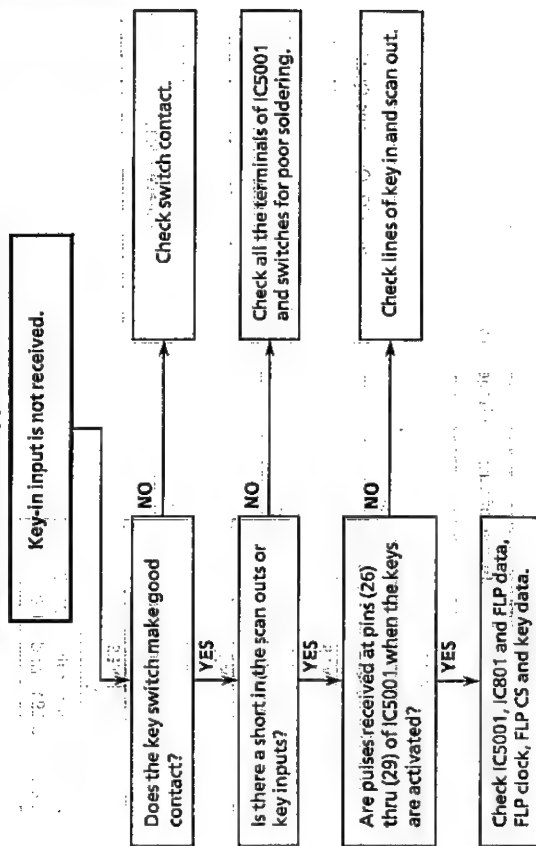 Key-in input is not received.
Does the key switch make good
contact?
NO
Check switch contact.
YES
Is there a short in the scan outs or
key inputs?
NO
Check all the terminals of IC5001
and switches for poor soldering.
YES
Are pulses received at pins (26)
thru (29) of IC5001 when the keys
are activated?
NO
Check lines of key in and scan out.
YES
Check IC5001, IC801 and FLP data,
FLP clock, FLP CS and key data.